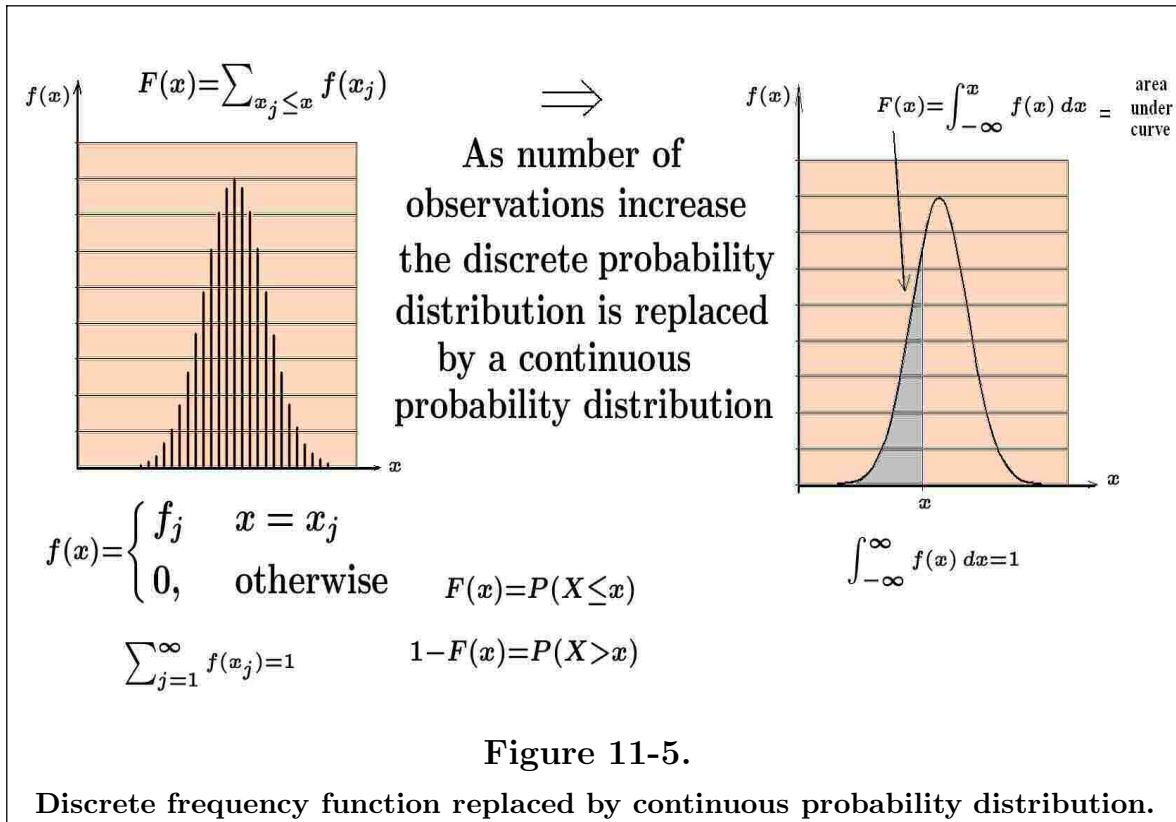 f(x)
F(x)=∑_{x_j≤x} f(x_j)
x
⟹
As number of
observations increase
the discrete probability
distribution is replaced
by a continuous
probability distribution
f(x)
F(x)=∫_{-∞}^{x} f(x) dx = area
under
curve
x
x
f(x)={ f_j x = x_j
0, otherwise
∑_{j=1}^{∞} f(x_j)=1
F(x)=P(X≤x)
1−F(x)=P(X>x)
∫_{-∞}^{∞} f(x) dx=1
Figure 11-5.
Discrete frequency function replaced by continuous probability distribution.